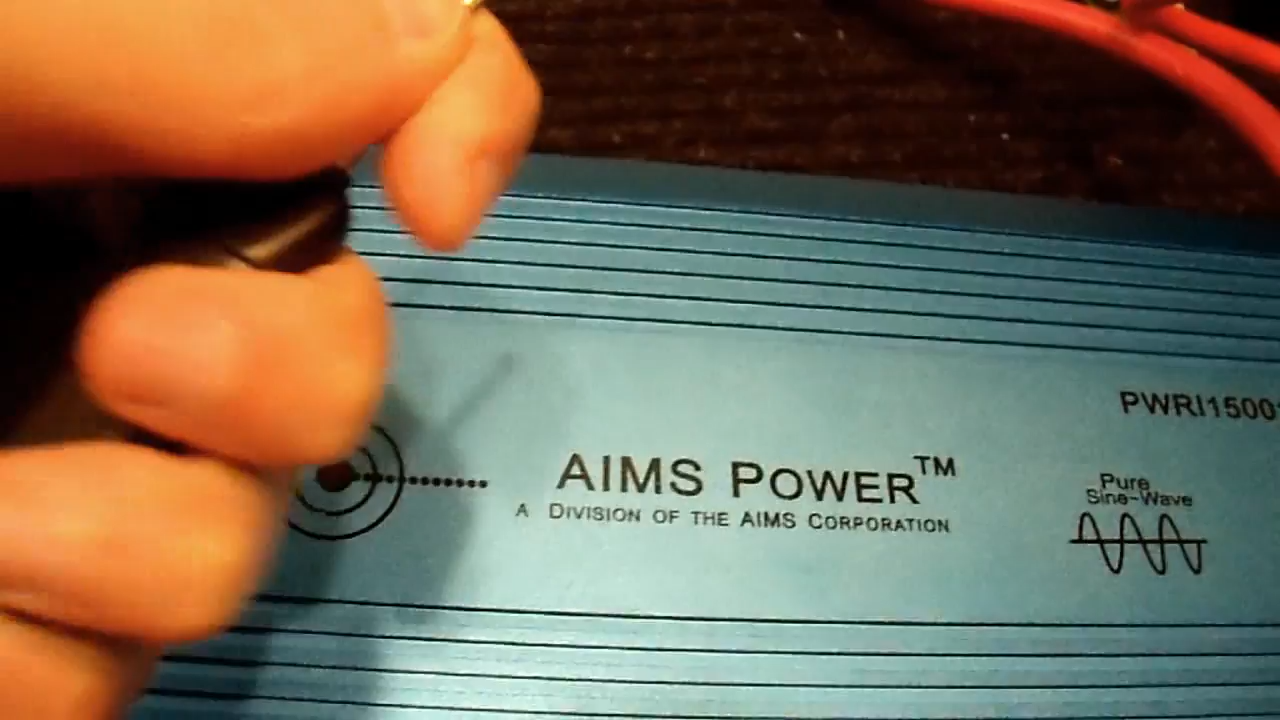 PWRI1500
AIMS POWER™
A DIVISION OF THE AIMS CORPORATION
Pure
Sine-Wave